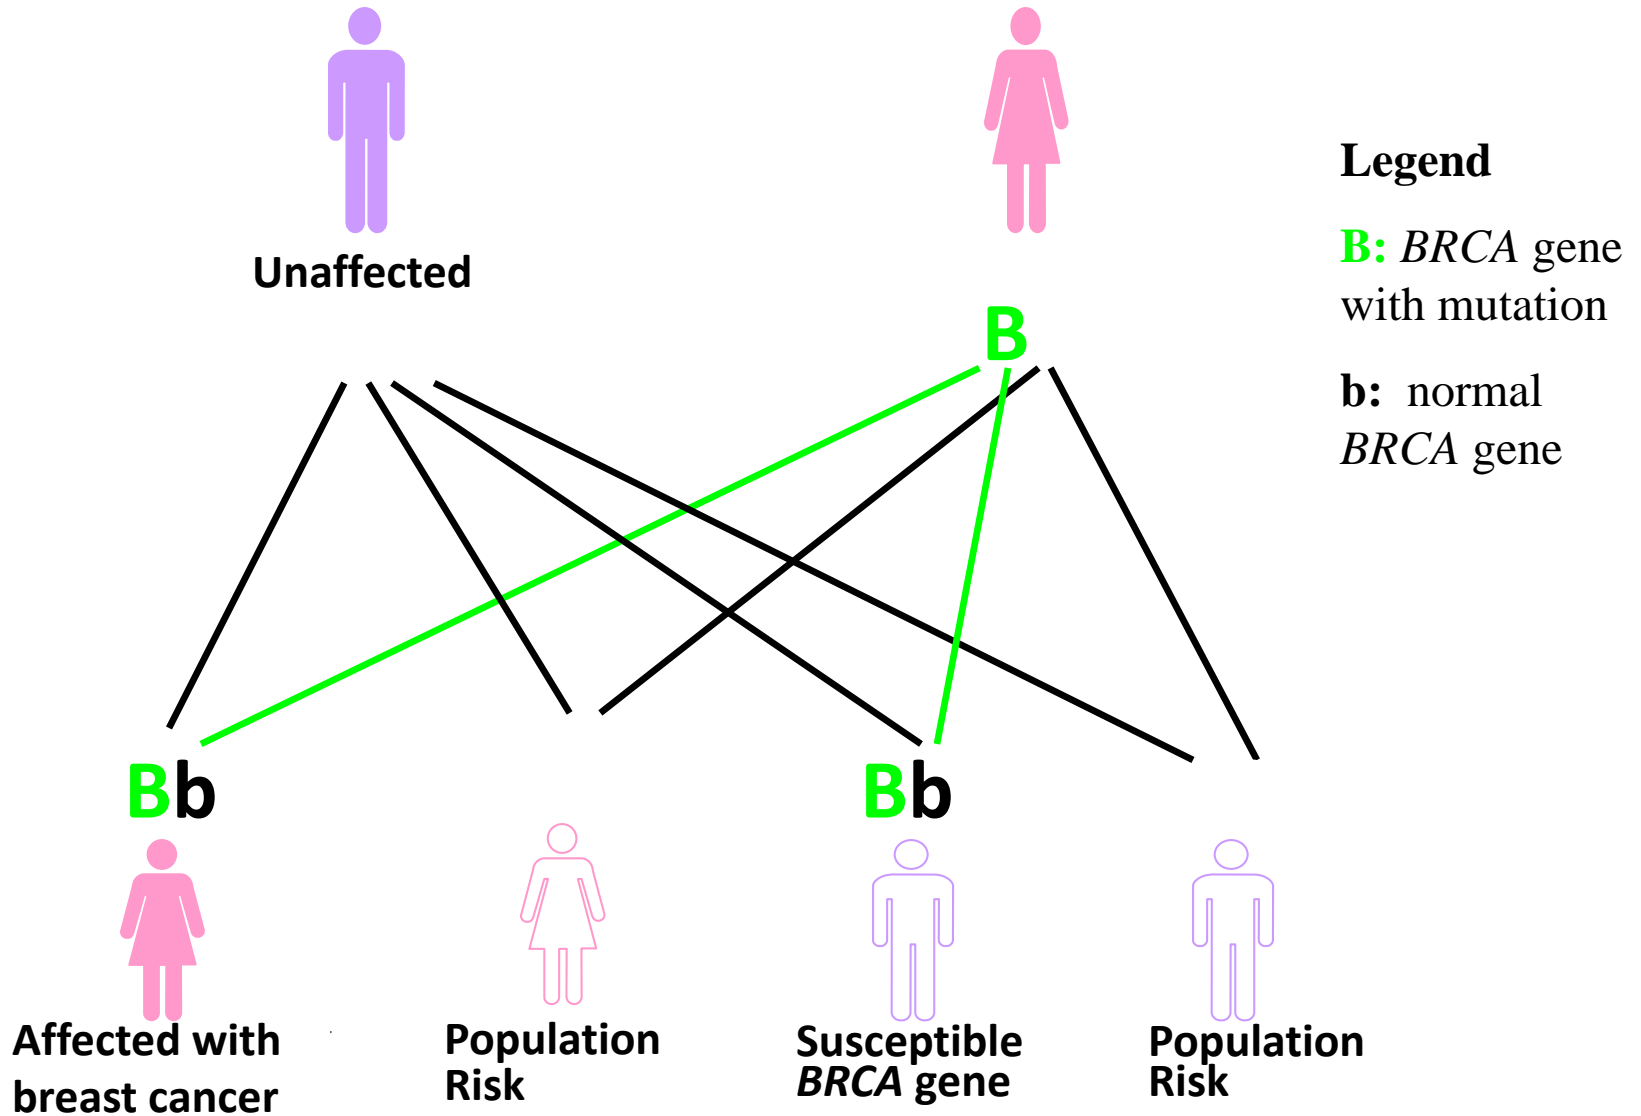 Unaffected
B
Legend
B: BRCA gene
with mutation
b: normal
BRCA gene
Bb
Bb
Affected with
breast cancer
Population
Risk
Susceptible
BRCA gene
Population
Risk